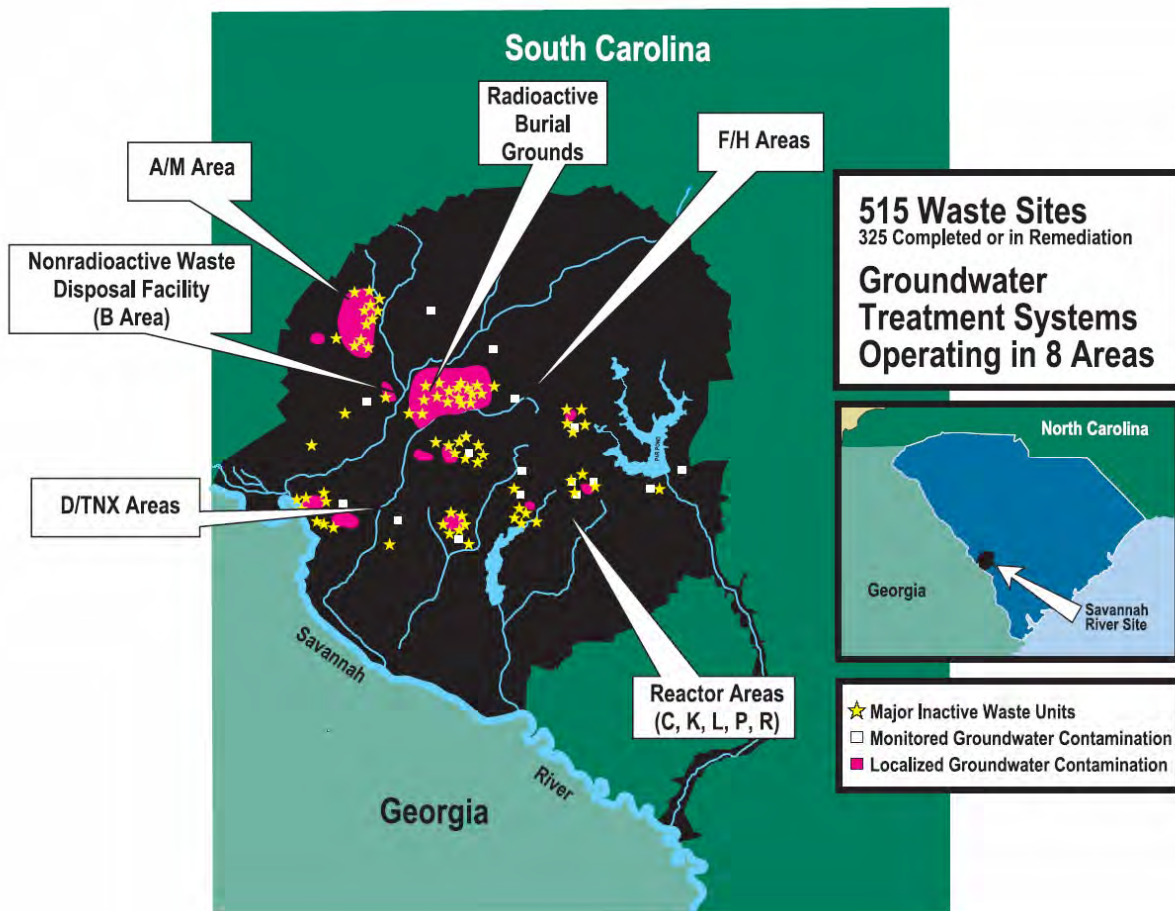 South Carolina
Radioactive
Burial
Grounds
F/H Areas
A/M Area
Nonradioactive Waste
Disposal Facility
(B Area)
D/TNX Areas
PAR POND
Reactor Areas
(C, K, L, P, R)
Savannah
River
Georgia
515 Waste Sites
325 Completed or in Remediation
Groundwater
Treatment Systems
Operating in 8 Areas
North Carolina
Georgia
Savannah
River Site
Major Inactive Waste Units
Monitored Groundwater Contamination
Localized Groundwater Contamination